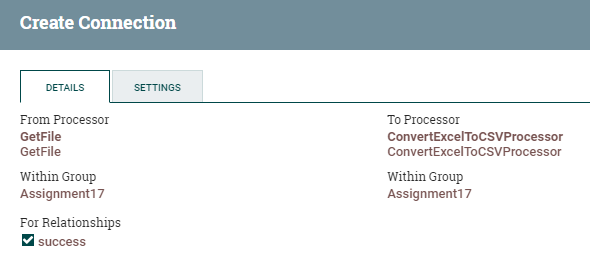 Create Connection
DETAILS
SETTINGS
From Processor
GetFile
GetFile
Within Group
Assignment17
For Relationships
success
To Processor
ConvertExcelToCSVProcessor
ConvertExcelToCSVProcessor
Within Group
Assignment17